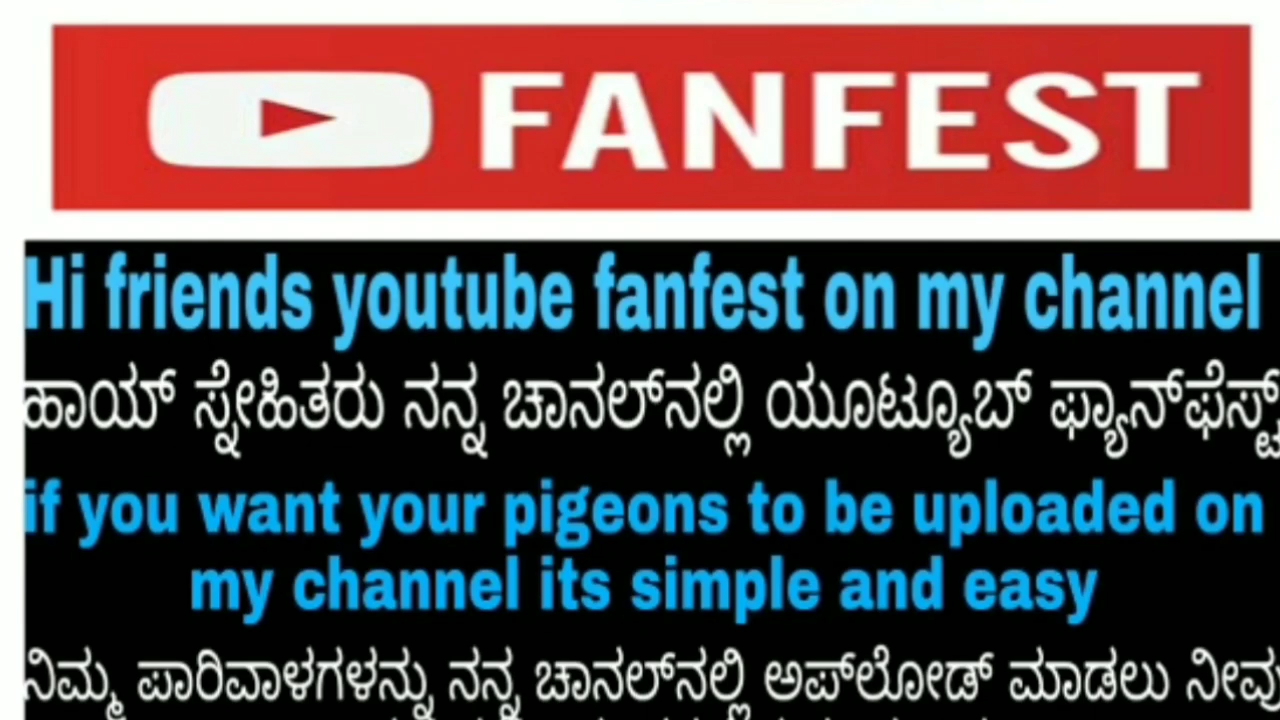 FANFEST
Hi friends youtube fanfest on my channel
ಹಾಯ್ ಸ್ನೇಹಿತರು ನನ್ನ ಚಾನಲ್‌ನಲ್ಲಿ ಯೂಟ್ಯೂಬ್ ಫ್ಯಾನ್‌ಫೆಸ್ಟ್
if you want your pigeons to be uploaded on
my channel its simple and easy
ನಿಮ್ಮ ಪಾರಿವಾಳಗಳನ್ನು ನನ್ನ ಚಾನಲ್‌ನಲ್ಲಿ ಅಪ್‌ಲೋಡ್ ಮಾಡಲು ನೀವು